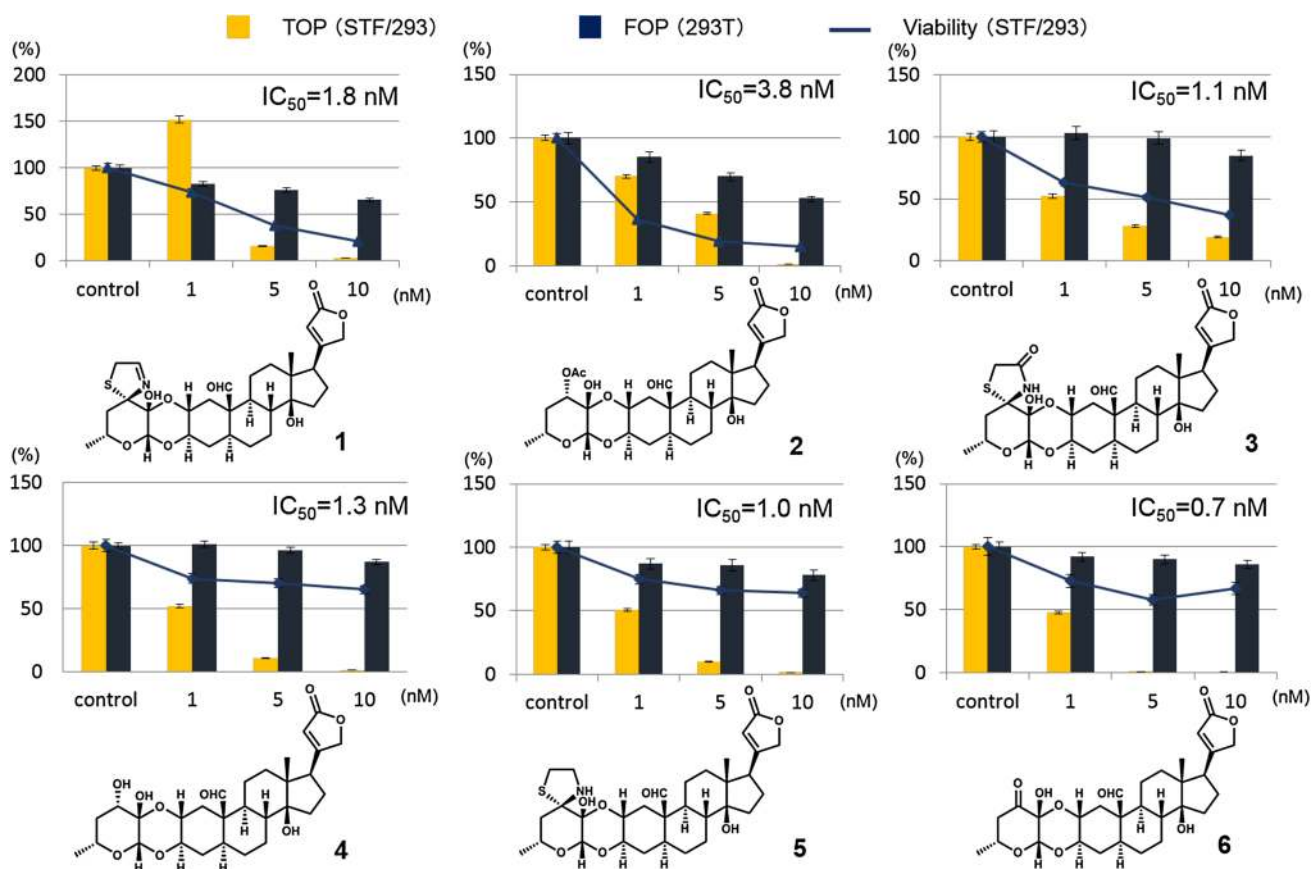 TOP (STF/293) FOP (293T) Viability (STF/293)
(%) (%) (%)
200 150 150
IC50=1.8 nM IC50=3.8 nM IC50=1.1 nM
150 100 100
100 50 50
50
0 0 0
control 1 5 10 (nM) control 1 5 10 (nM) control 1 5 10 (nM)
O O O
O O O
S N OH OHC H H H H OH O O O H H 1
OAc OH OHC H H H H OH O O O H H 2
O S NH OH OHC H H H H OH O O O H H 3
(%) (%) (%)
150 150 150
IC50=1.3 nM IC50=1.0 nM IC50=0.7 nM
100 100 100
50 50 50
0 0 0
control 1 5 10 (nM) control 1 5 10 (nM) control 1 5 10 (nM)
O O O
O O O
OH OH OHC H H H H OH O O O H H 4
S NH OH OHC H H H H OH O O O H H 5
O OH OHC H H H H OH O O O H H 6